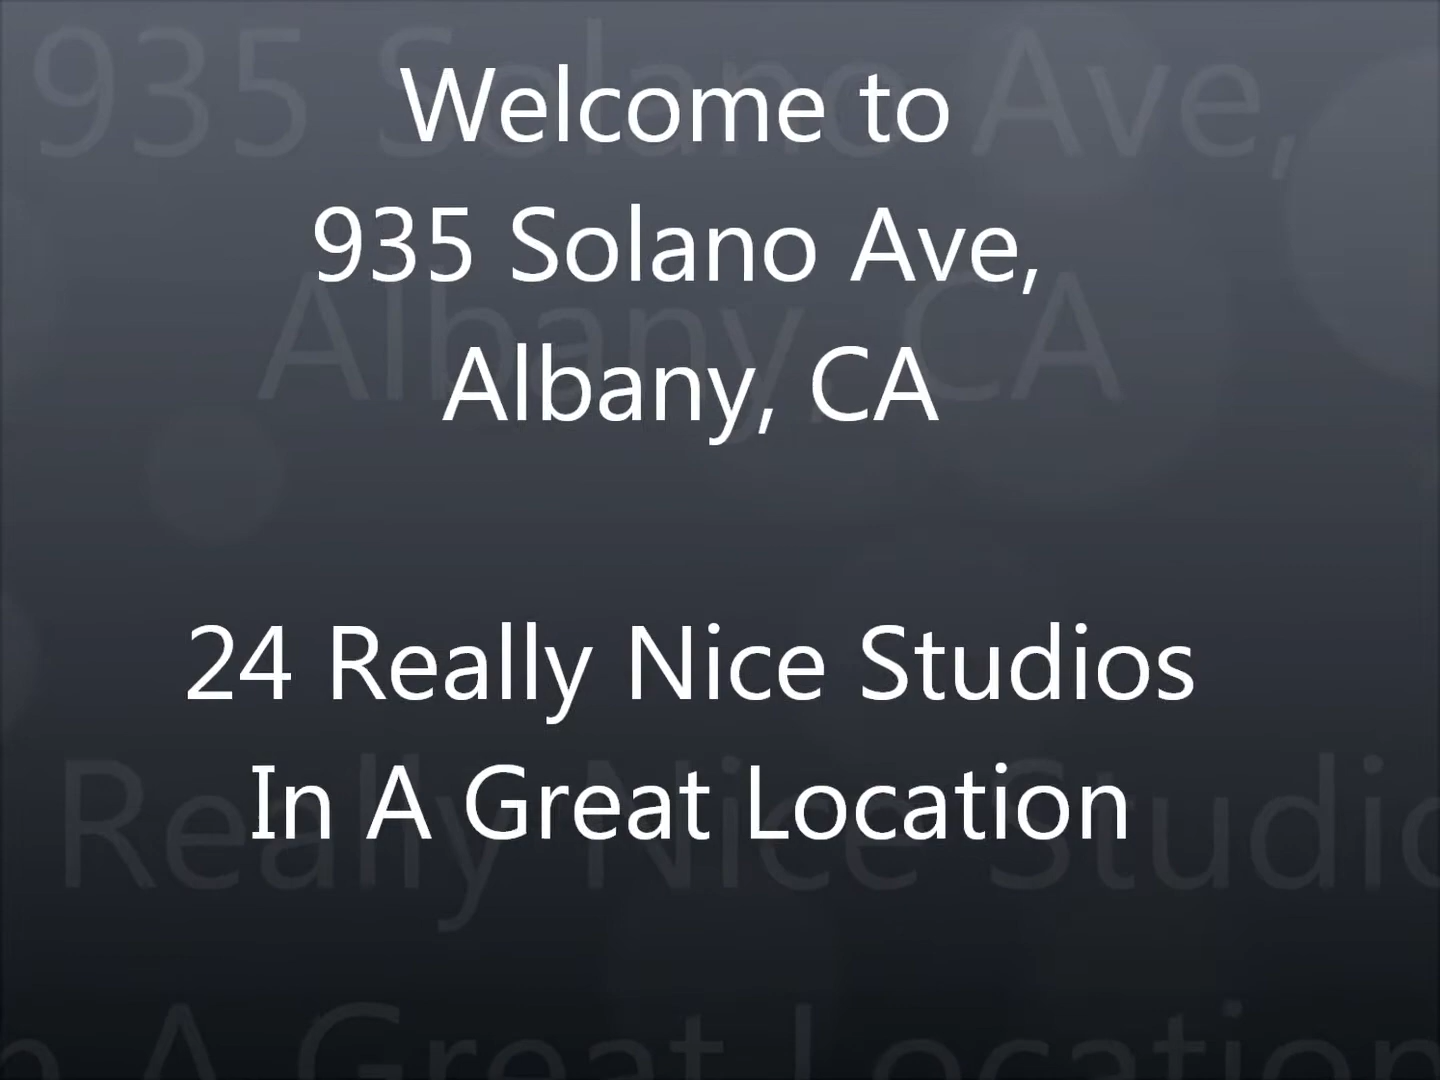 Welcome to
935 Solano Ave,
Albany, CA
24 Really Nice Studios
In A Great Location